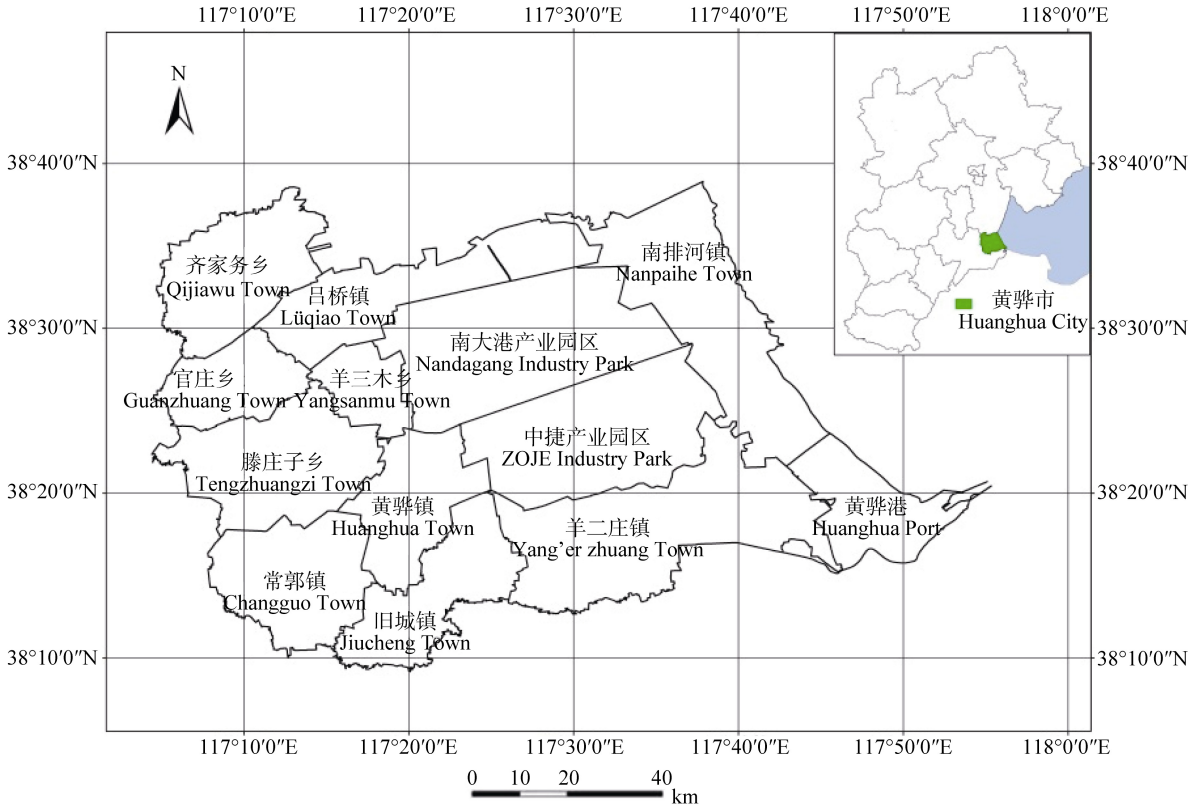 117°10′0″E 117°20′0″E 117°30′0″E 117°40′0″E 117°50′0″E 118°0′0″E
N
38°40′0″N 38°40′0″N
南排河镇
Nanpaihe Town
齐家务乡
Qijiawu Town
吕桥镇
Lüqiao Town
黄骅市
Huanghua City
38°30′0″N 38°30′0″N
南大港产业园区
Nandagang Industry Park
官庄乡
Guanzhuang Town
羊三木乡
Yangsanmu Town
中捷产业园区
ZOJE Industry Park
滕庄子乡
Tengzhuangzi Town
38°20′0″N 38°20′0″N
黄骅镇
Huanghua Town
黄骅港
Huanghua Port
羊二庄镇
Yang’er zhuang Town
常郭镇
Changguo Town
旧城镇
Jiucheng Town
38°10′0″N 38°10′0″N
117°10′0″E 117°20′0″E 117°30′0″E 117°40′0″E 117°50′0″E 118°0′0″E
0 10 20 40
km